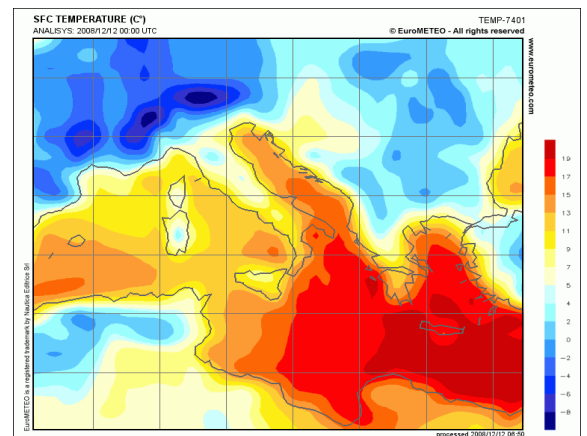 SFC TEMPERATURE (C°)
TEMP-7401
ANALISYS: 2008/12/12 00:00 UTC
© EuroMETEO - All rights reserved
www.eurometeo.com
EuroMETEO is a registered trademark by Nautica Editrice Srl
19
17
15
13
11
9
7
5
4
2
0
-2
-4
-6
-8
processed 2008/12/12 06:50